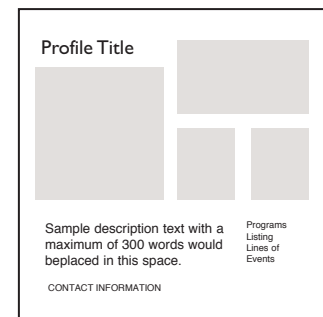 Profile Title
Sample description text with a
maximum of 300 words would
beplaced in this space.
CONTACT INFORMATION
Programs
Listing
Lines of
Events